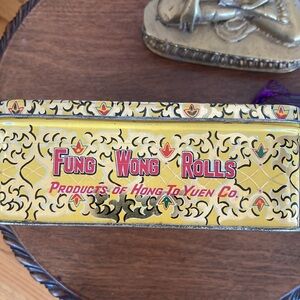 FUNG WONG ROLLS
PRODUCTS OF HONG TO YUEN CO.